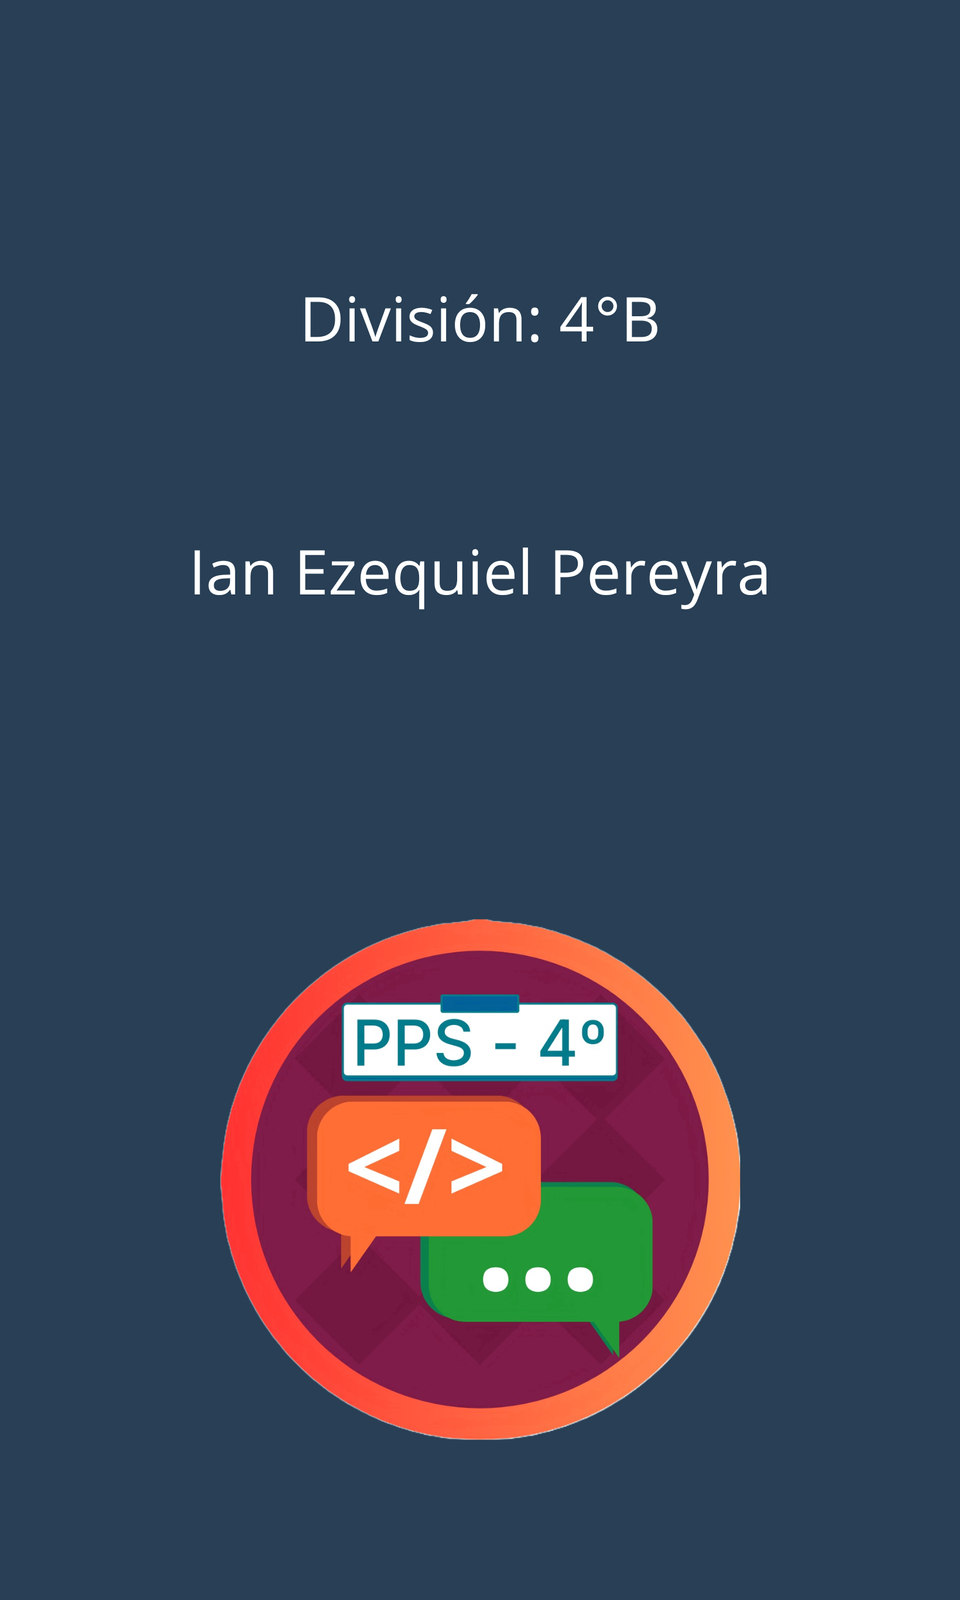 División: 4°B
Ian Ezequiel Pereyra
PPS - 4º
</>
...